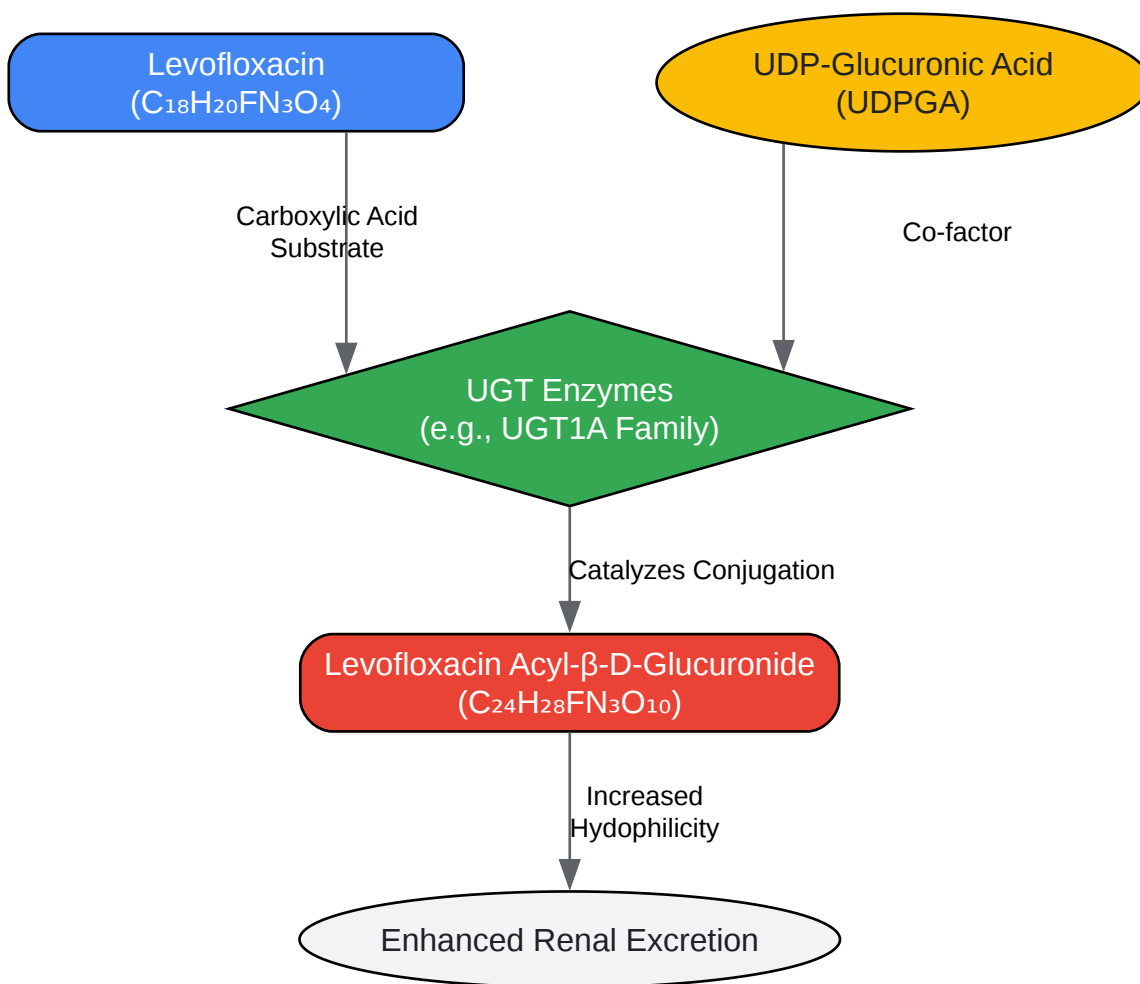 Levofloxacin
(C₁₈H₂₀FN₃O₄)
UDP-Glucuronic Acid
(UDPGA)
Carboxylic Acid
Substrate
Co-factor
UGT Enzymes
(e.g., UGT1A Family)
Catalyzes Conjugation
Levofloxacin Acyl-β-D-Glucuronide
(C₂₄H₂₈FN₃O₁₀)
Increased
Hydophilicity
Enhanced Renal Excretion